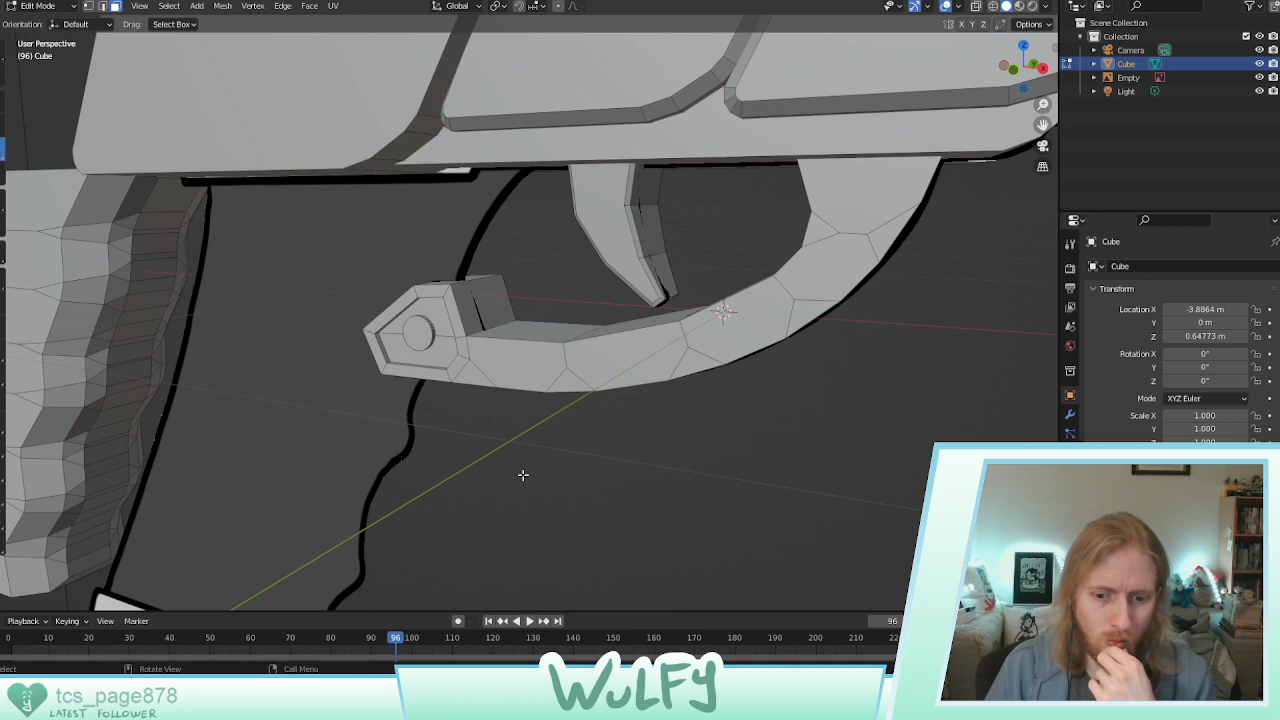 Edit Mode View Select Add Mesh Vertex Edge Face UV Global
Orientation: Default Drag: Select Box X Y Z Options
User Perspective
(96) Cube
Z
Y
X
Scene Collection
Collection
Camera
Cube
Empty
Light
Cube
Cube
Transform
Location X -3.8864 m
Y 0 m
Z 0.64773 m
Rotation X 0°
Y 0°
Z 0°
Mode XYZ Euler
Scale X 1.000
Y 1.000
Playback Keying View Marker 96
0 10 20 30 40 50 60 70 80 90 96 100 110 120 130 140 150 160 170 180 190 200 210
Rotate View Call Menu
tcs_page878
LATEST FOLLOWER
WULFY